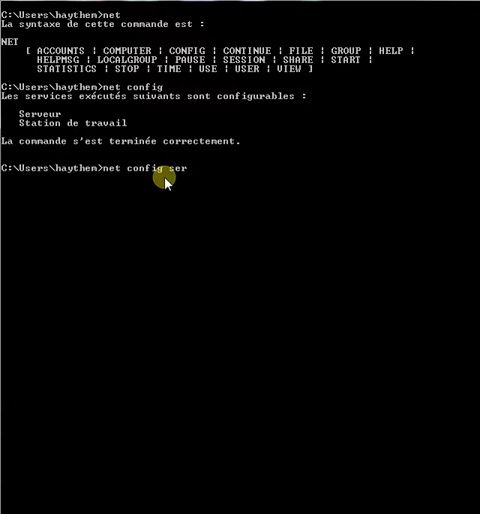 C:\Users\haythem>net
La syntaxe de cette commande est :
NET
[ ACCOUNTS | COMPUTER | CONFIG | CONTINUE | FILE | GROUP | HELP |
HELPMSG | LOCALGROUP | PAUSE | SESSION | SHARE | START |
STATISTICS | STOP | TIME | USE | USER | VIEW ]
C:\Users\haythem>net config
Les services exécutés suivants sont configurables :
Serveur
Station de travail
La commande s'est terminée correctement.
C:\Users\haythem>net config ser